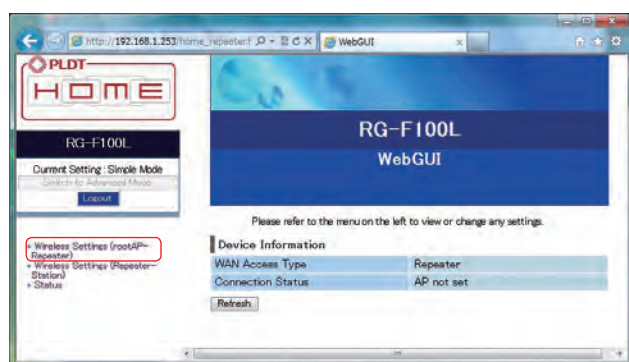 http://192.168.1.253/home_repeater.f
WebGUI
PLDT
HOME
RG-F100L
Current Setting : Simple Mode
Switch to Advanced Mode
Logout
Wireless Settings (rootAP-
Repeater)
Wireless Settings (Repeater-
Station)
Status
RG-F100L
WebGUI
Please refer to the menu on the left to view or change any settings.
Device Information
WAN Access Type Repeater
Connection Status AP not set
Refresh